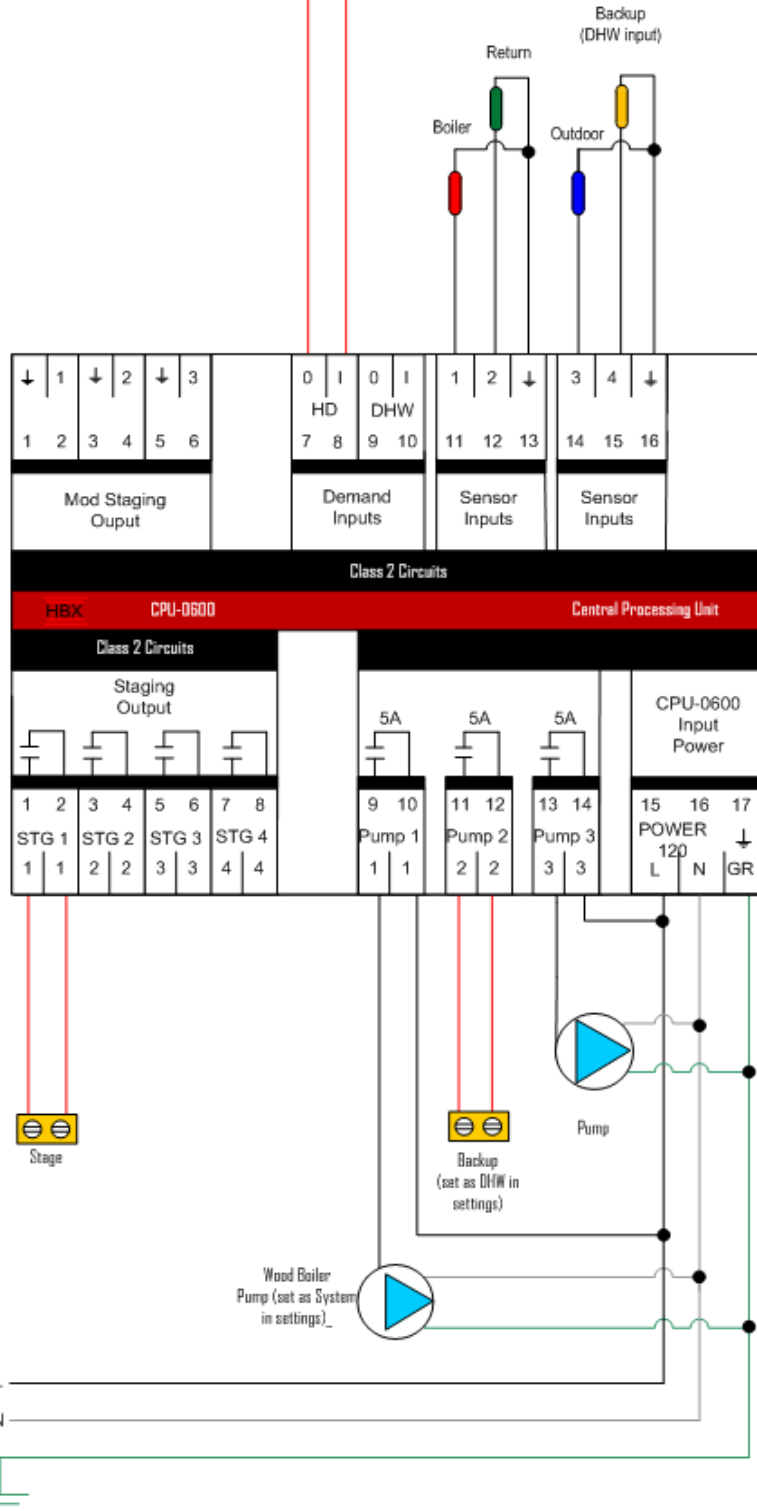 Backup
(DHW input)
Return
Boiler
Outdoor
1 2 3
0 I 0 I
1 2
3 4
HD DHW
1 2 3 4 5 6
7 8 9 10
11 12 13
14 15 16
Mod Staging
Ouput
Demand
Inputs
Sensor
Inputs
Sensor
Inputs
Class 2 Circuits
HBX CPU-0600 Central Processing Unit
Class 2 Circuits
Staging
Output
CPU-0600
Input
Power
5A 5A 5A
1 2 3 4 5 6 7 8
9 10 11 12 13 14
15 16 17
STG 1 STG 2 STG 3 STG 4
Pump 1 Pump 2 Pump 3
POWER
120
1 1 2 2 3 3 4 4
1 1 2 2 3 3
L N GR
Stage
Backup
(set as DHW in
settings)
Pump
Wood Boiler
Pump (set as System
in settings)_
N